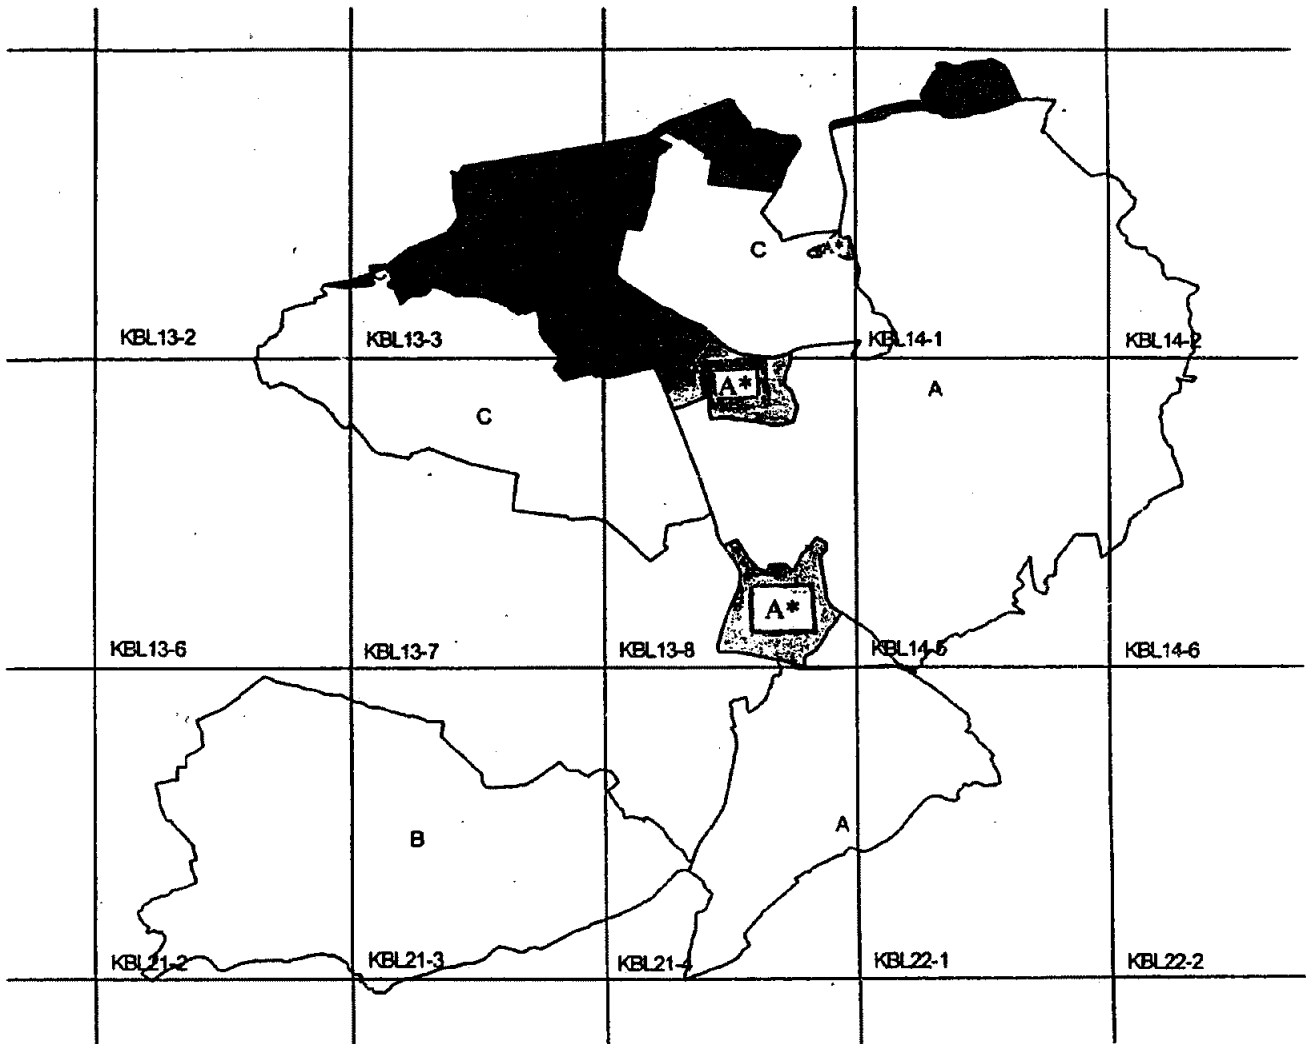 C
A*
C
KBL13-2
KBL13-3
KBL14-1
KBL14-2
A*
A
C
A*
KBL13-6
KBL13-7
KBL13-8
KBL14-5
KBL14-6
B
A
KBL21-2
KBL21-3
KBL21-4
KBL22-1
KBL22-2